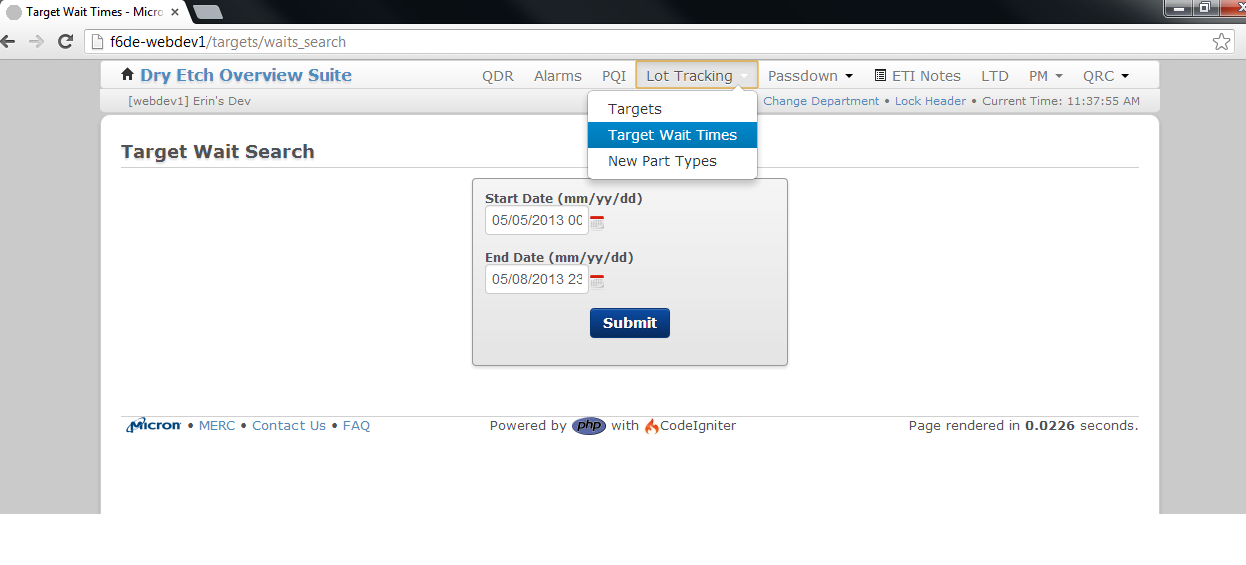 Target Wait Times - Micro
f6de-webdev1/targets/waits_search
Dry Etch Overview Suite QDR Alarms PQI Lot Tracking Passdown ETI Notes LTD PM QRC
[webdev1] Erin's Dev Change Department • Lock Header • Current Time: 11:37:55 AM
Targets
Target Wait Times
New Part Types
Target Wait Search
Start Date (mm/yy/dd)
05/05/2013 00
End Date (mm/yy/dd)
05/08/2013 23
Submit
Micron • MERC • Contact Us • FAQ Powered by php with CodeIgniter Page rendered in 0.0226 seconds.